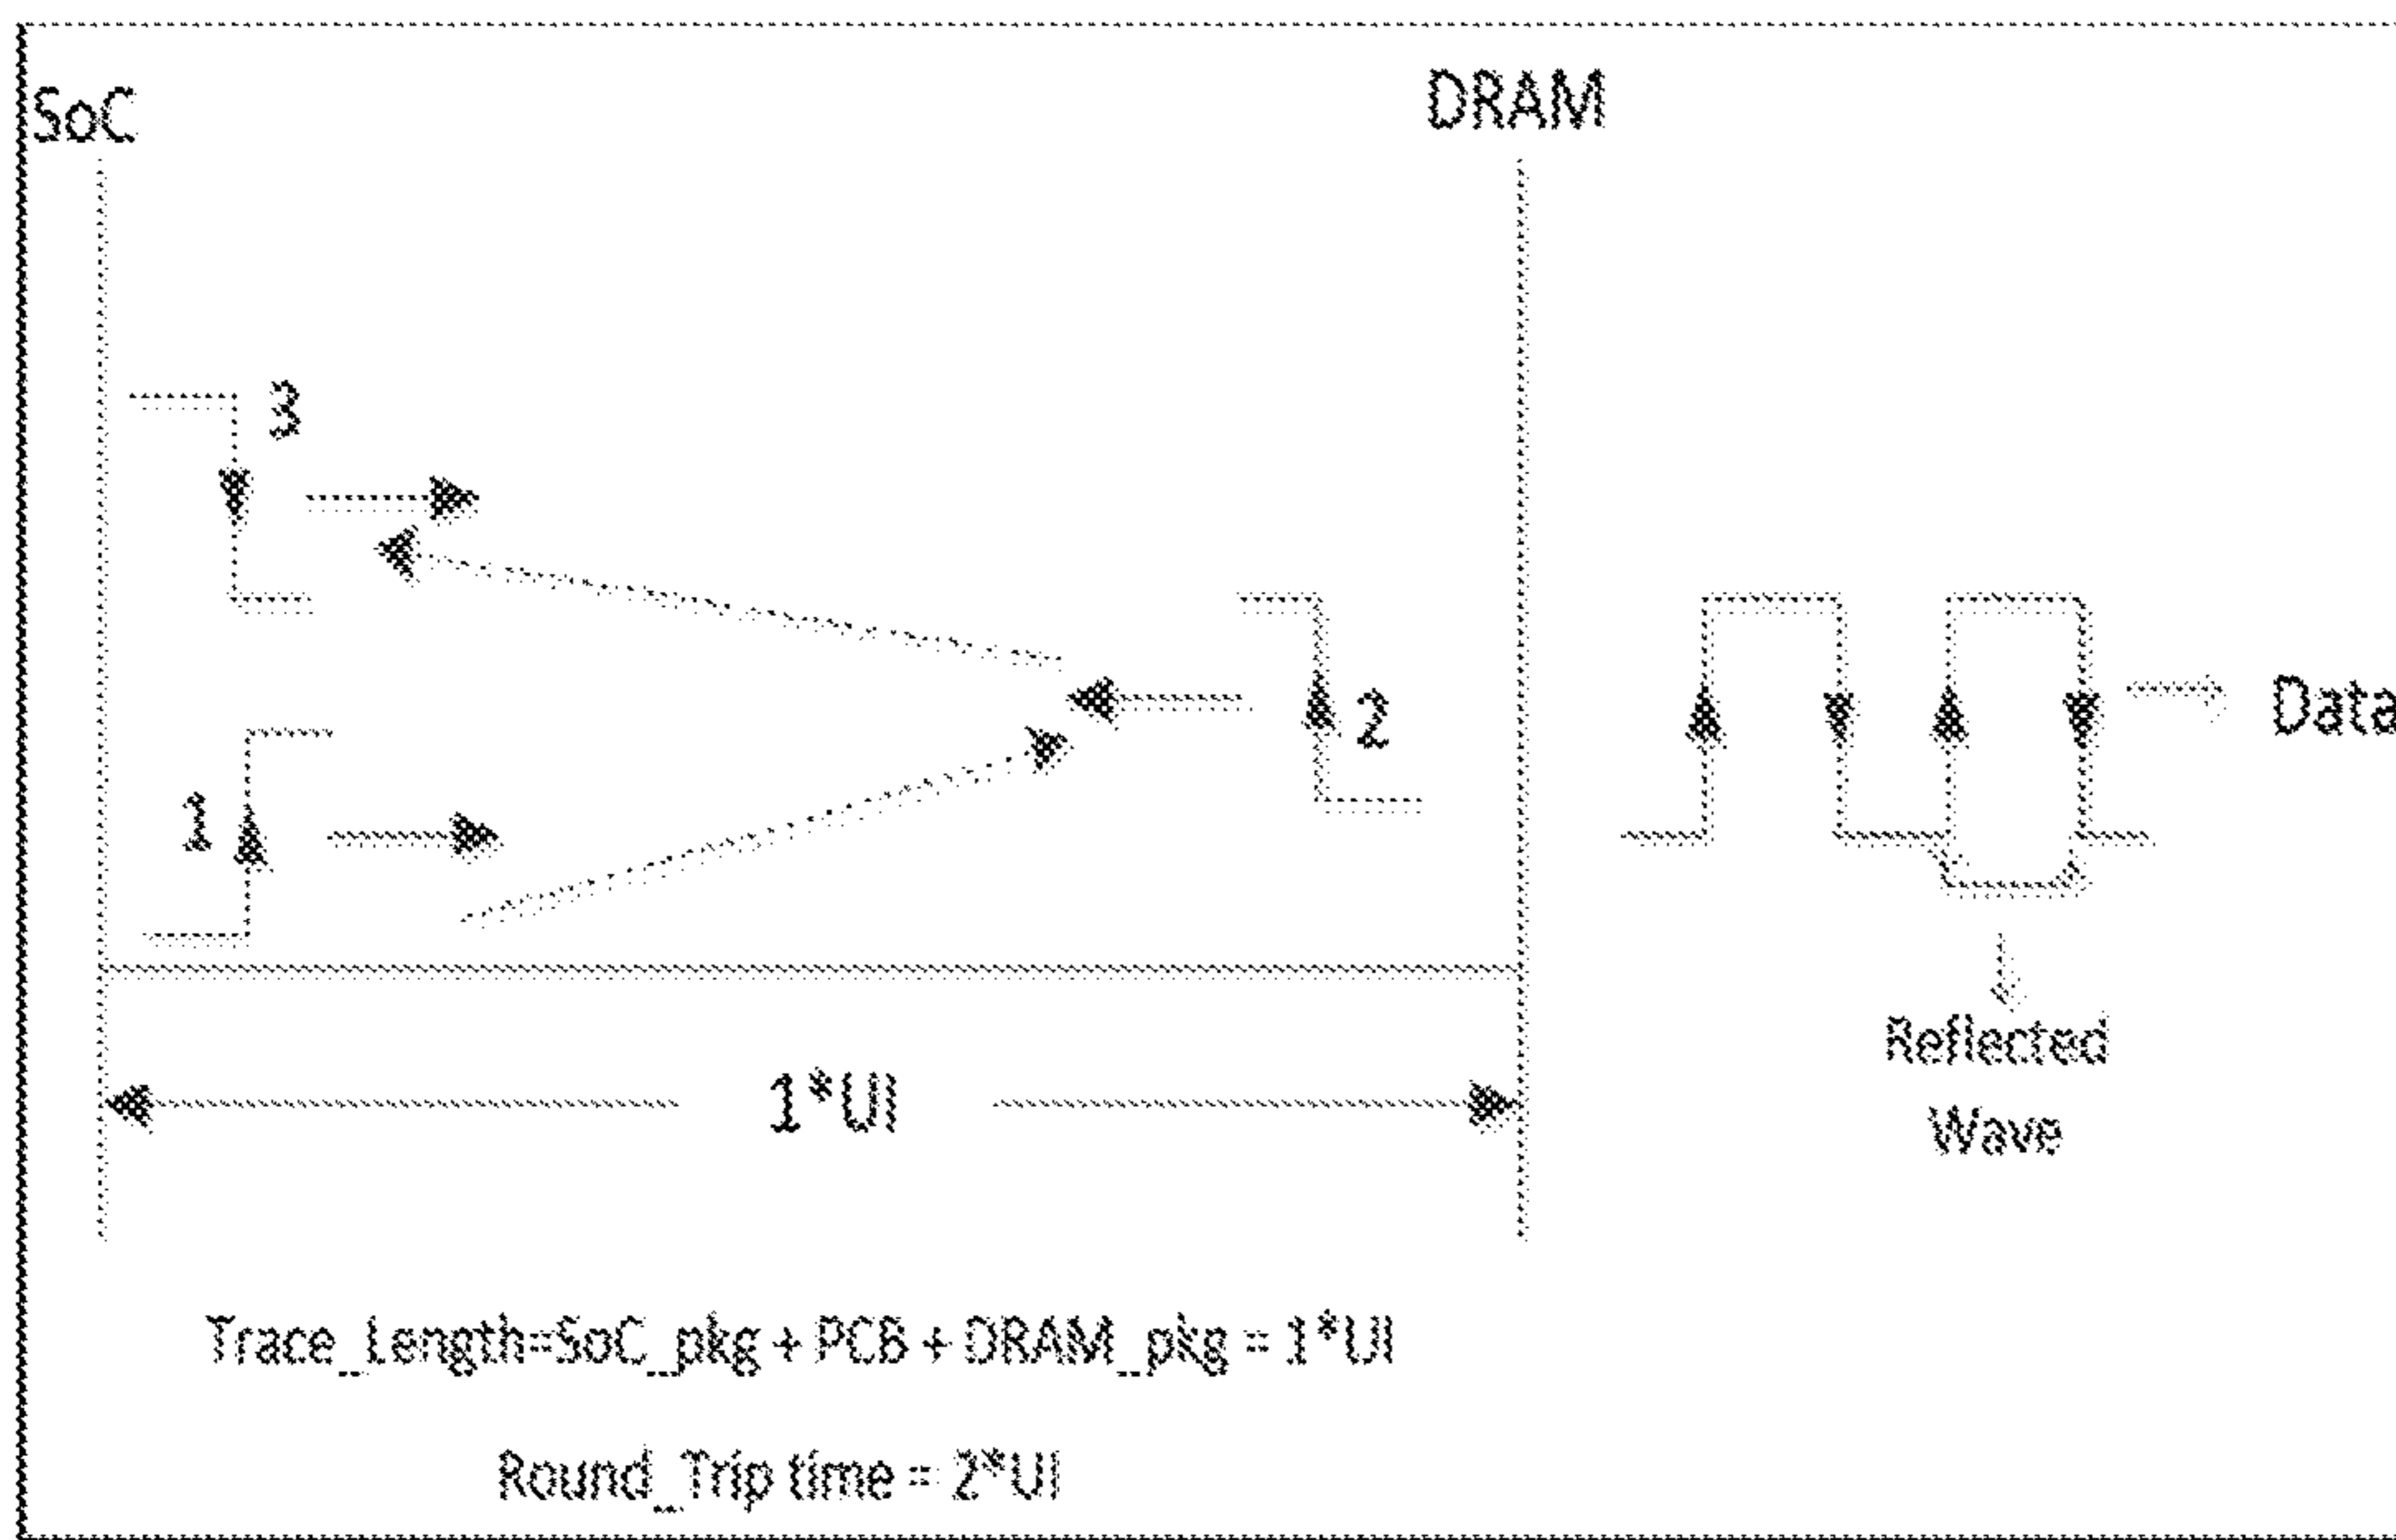 SoC
DRAM
3
2
Data
1
Reflected
Wave
1*UI
Trace_Length=SoC_pkg + PCB + DRAM_pkg = 1*UI
Round_Trip time = 2*UI